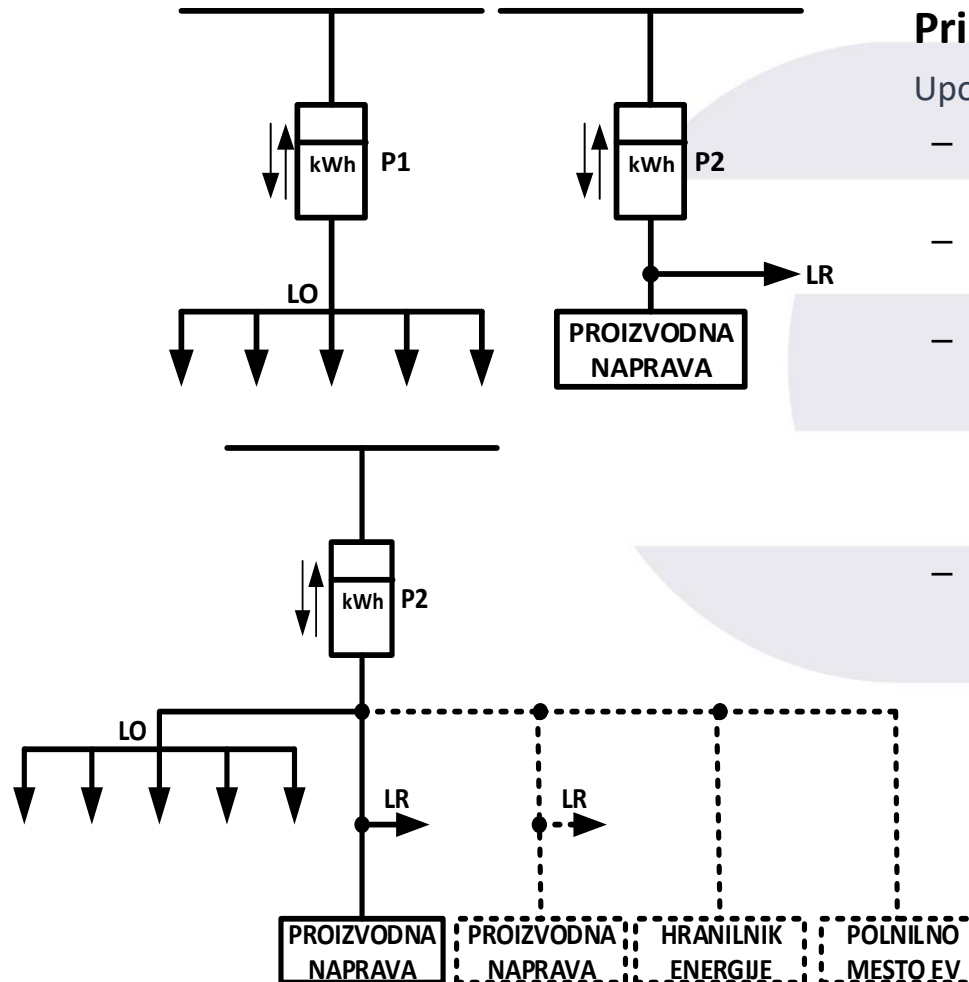 Pri
Upo
–
–
–
–
kWh P1
LO
kWh P2
LR
PROIZVODNA
NAPRAVA
kWh P2
LO
LR
LR
PROIZVODNA
NAPRAVA
PROIZVODNA
NAPRAVA
HRANILNIK
ENERGIJE
POLNILNO
MESTO EV